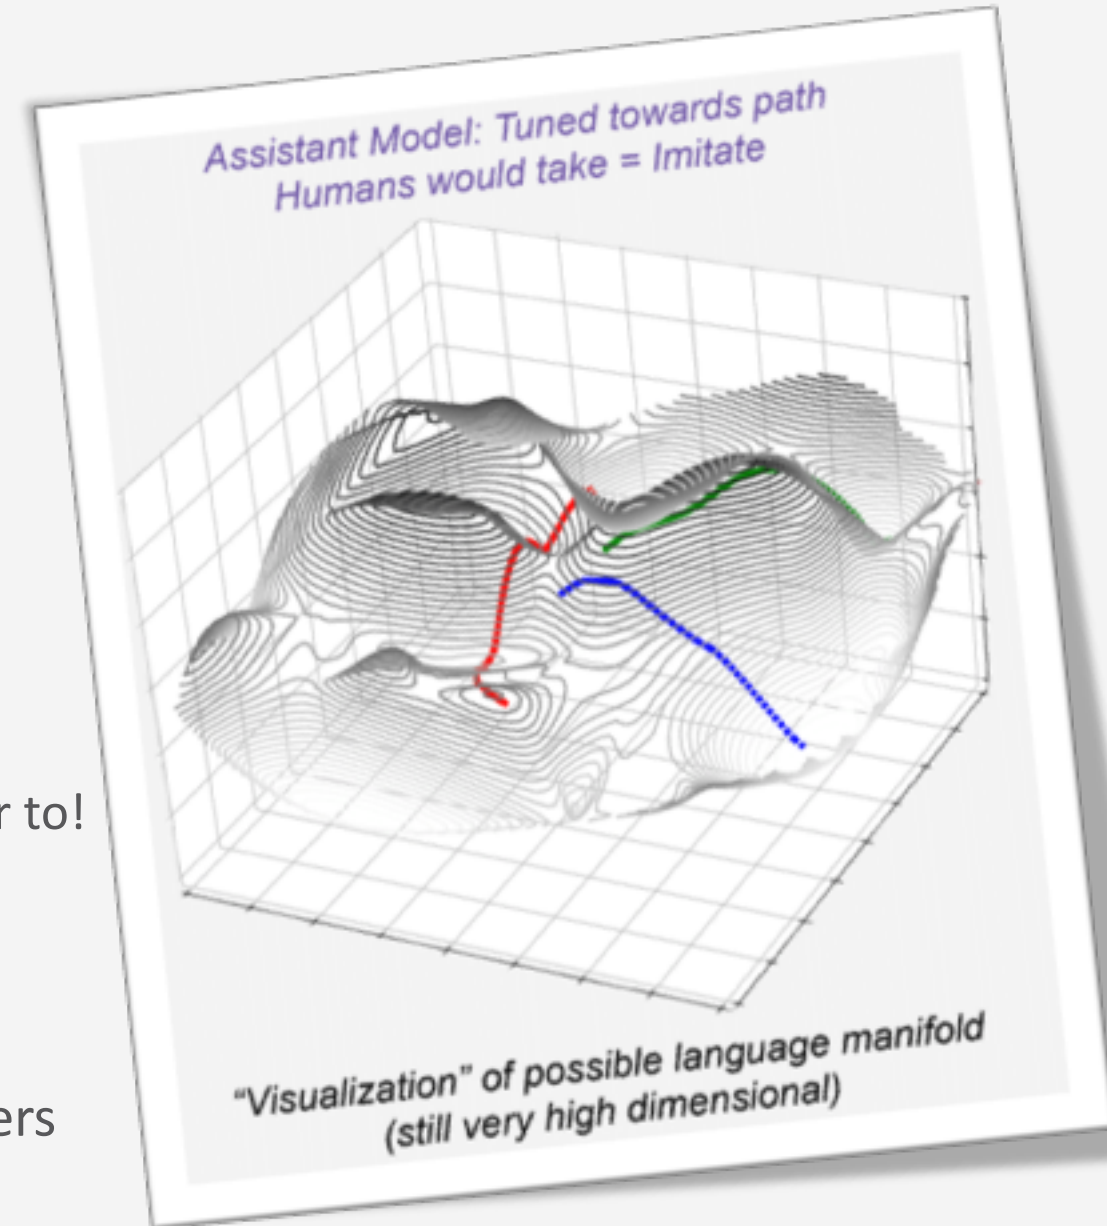 Assistant Model: Tuned towards path
Humans would take = Imitate
r to!
“Visualization” of possible language manifold
(still very high dimensional)
ers